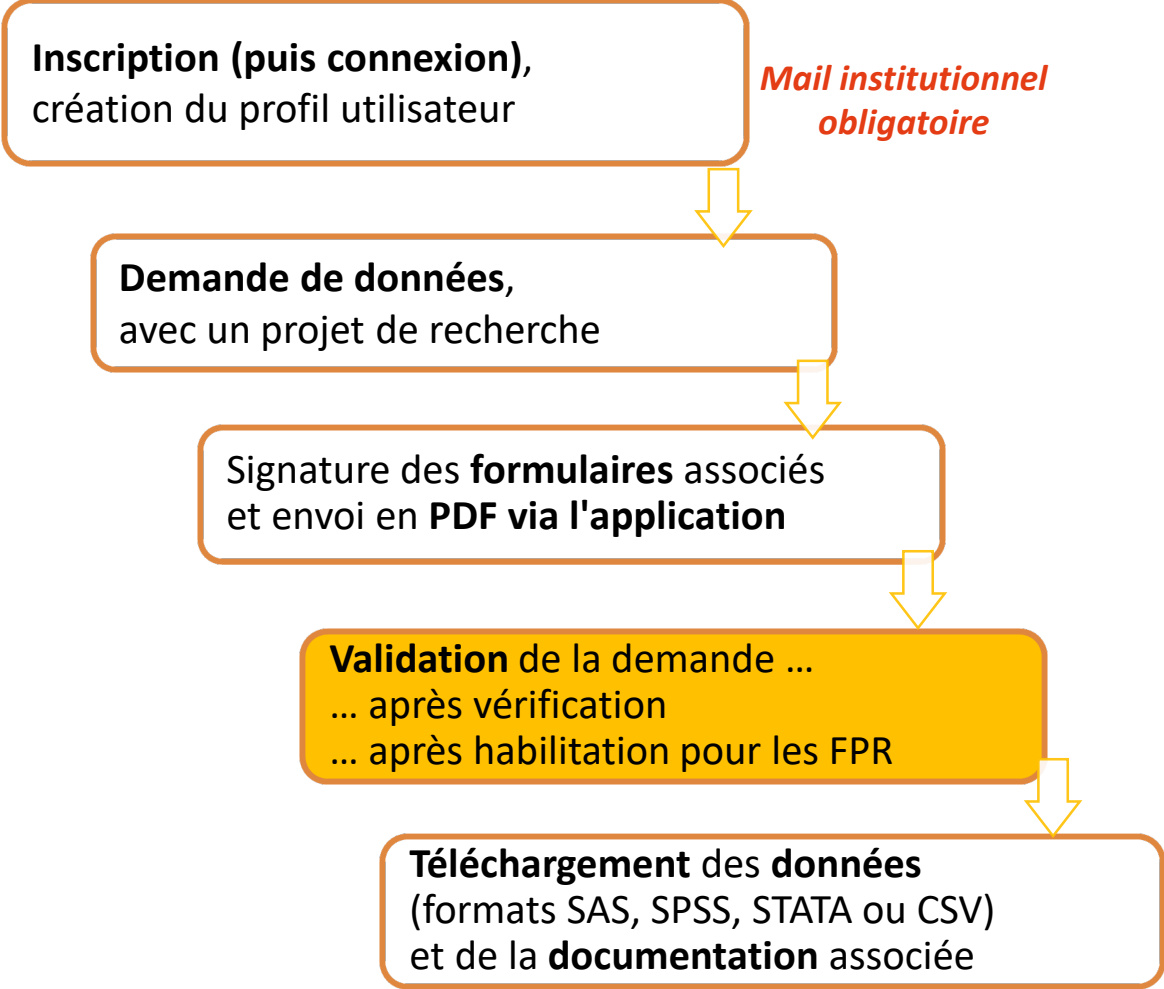 Inscription (puis connexion),
création du profil utilisateur
Mail institutionnel
obligatoire
Demande de données,
avec un projet de recherche
Signature des formulaires associés
et envoi en PDF via l'application
Validation de la demande …
… après vérification
… après habilitation pour les FPR
Téléchargement des données
(formats SAS, SPSS, STATA ou CSV)
et de la documentation associée